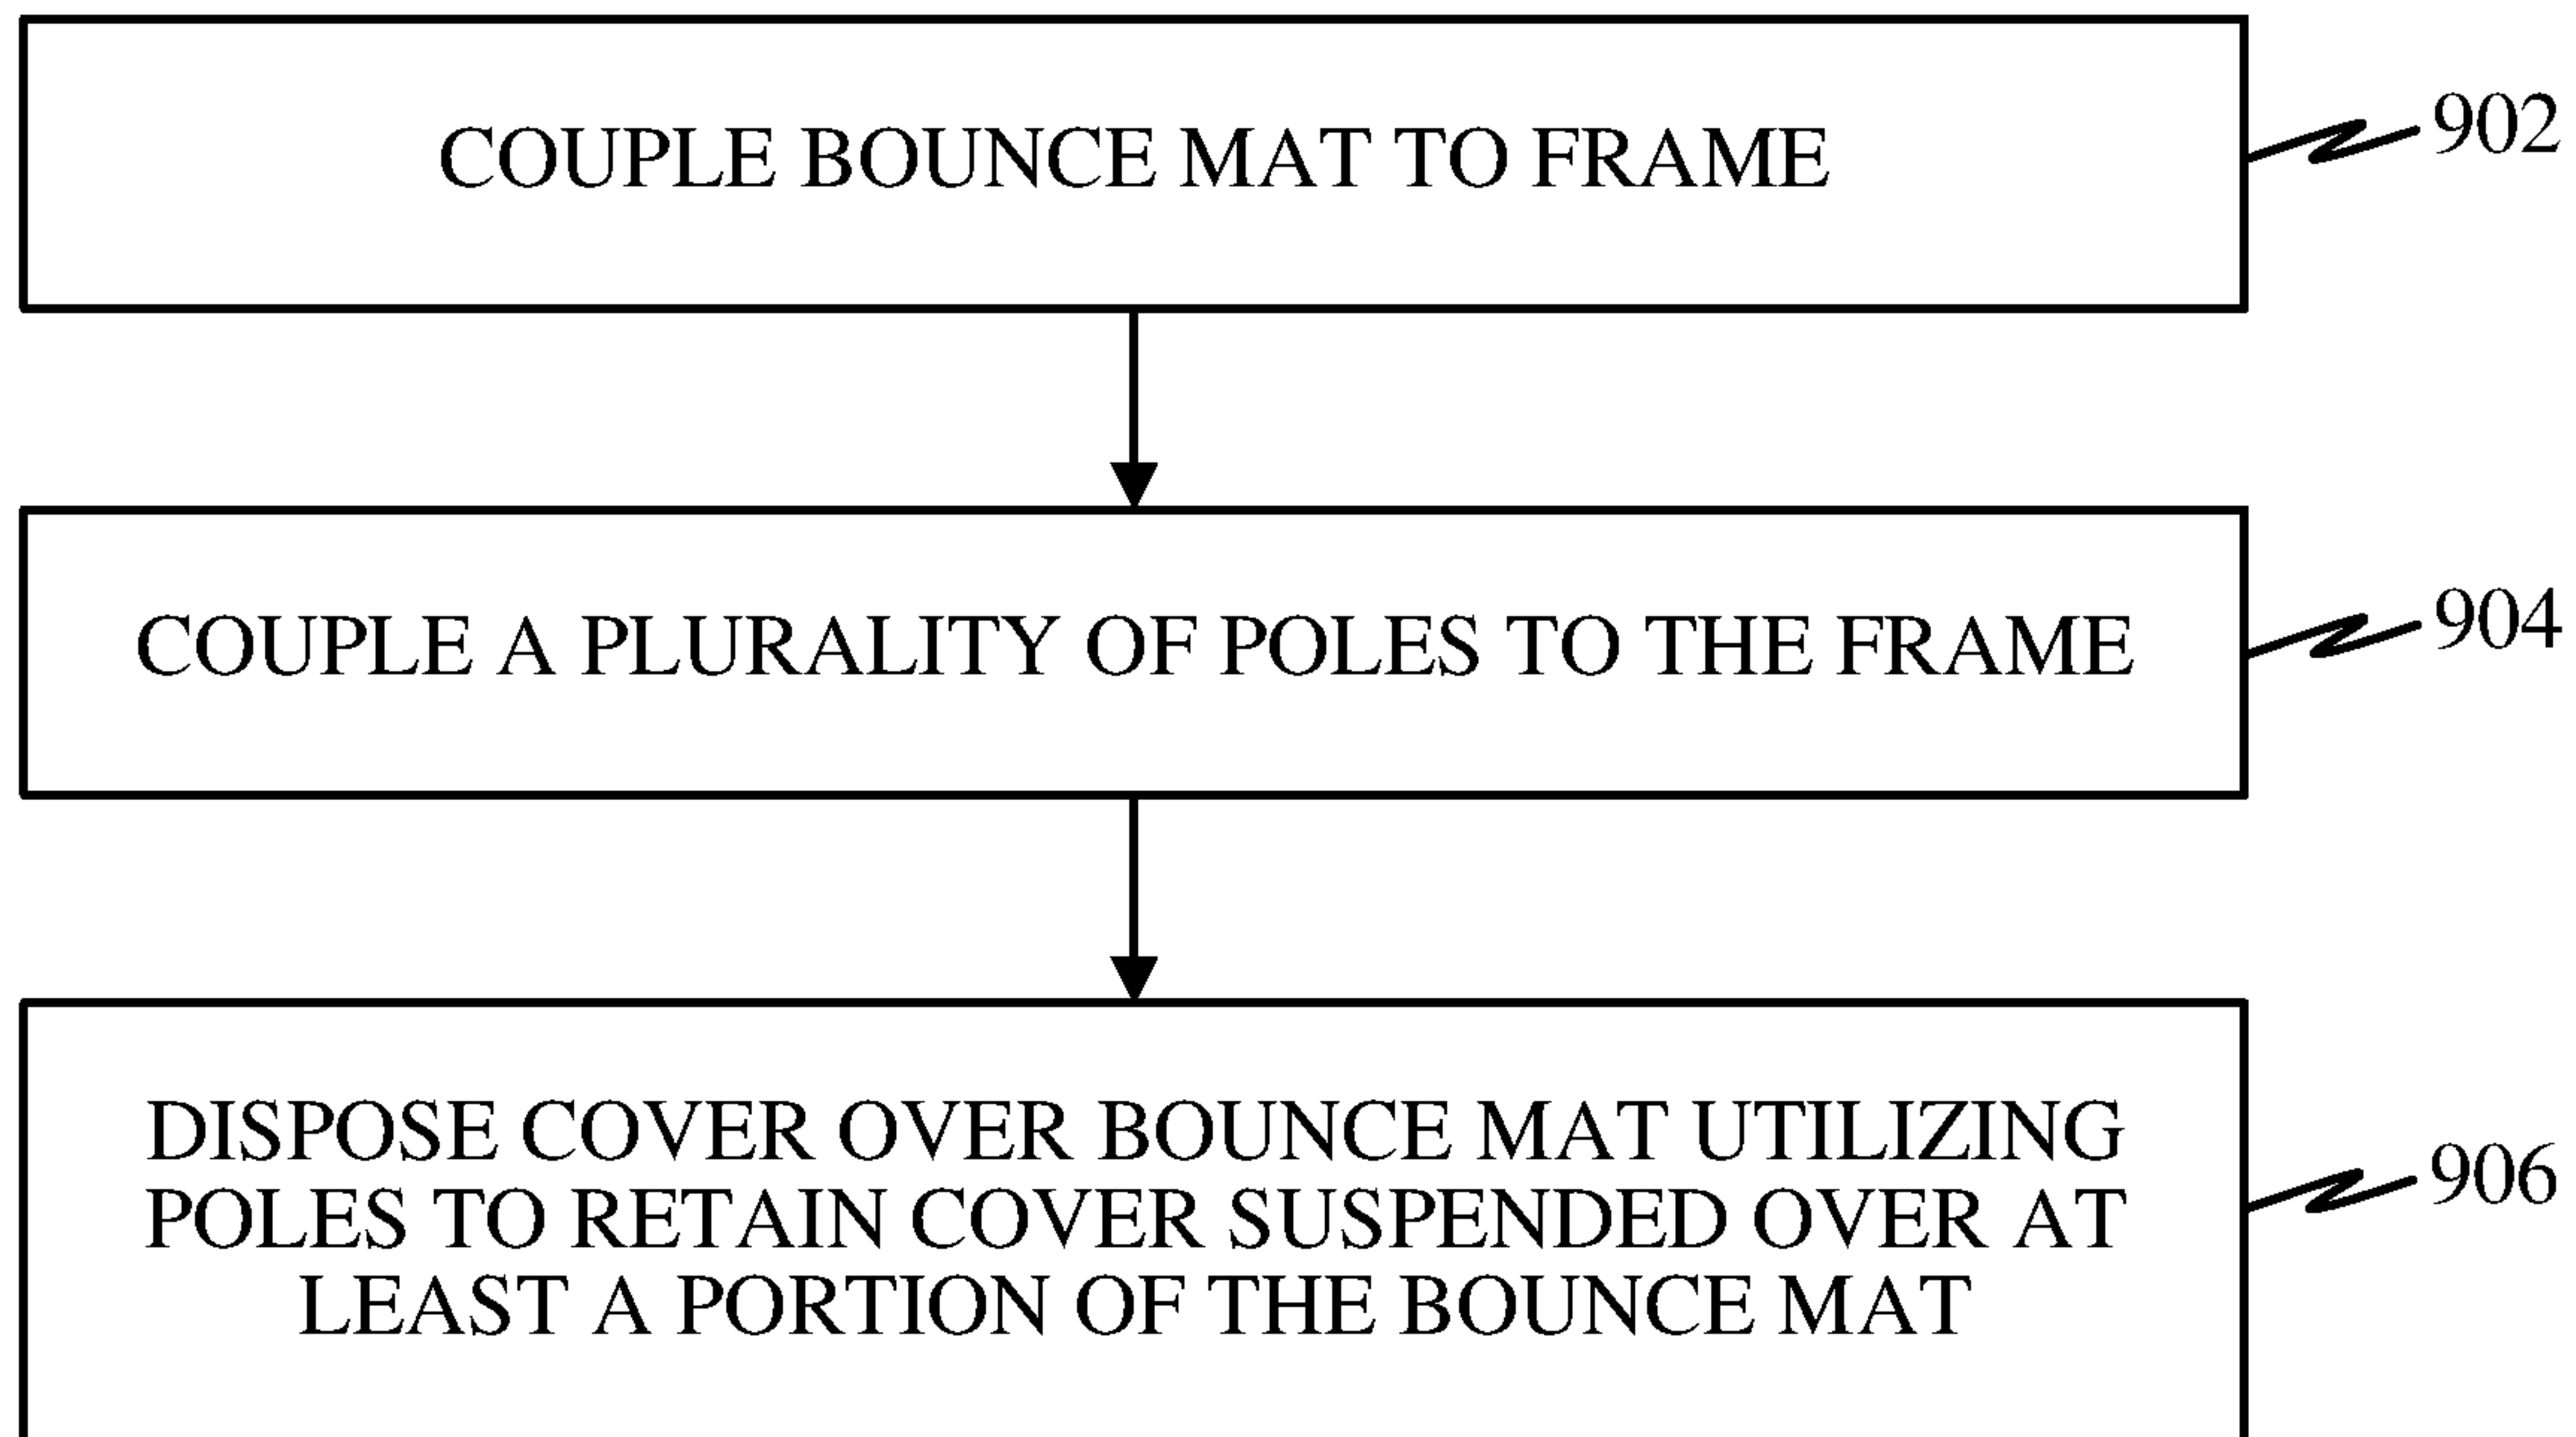 COUPLE BOUNCE MAT TO FRAME
902
COUPLE A PLURALITY OF POLES TO THE FRAME
904
DISPOSE COVER OVER BOUNCE MAT UTILIZING
POLES TO RETAIN COVER SUSPENDED OVER AT
LEAST A PORTION OF THE BOUNCE MAT
906